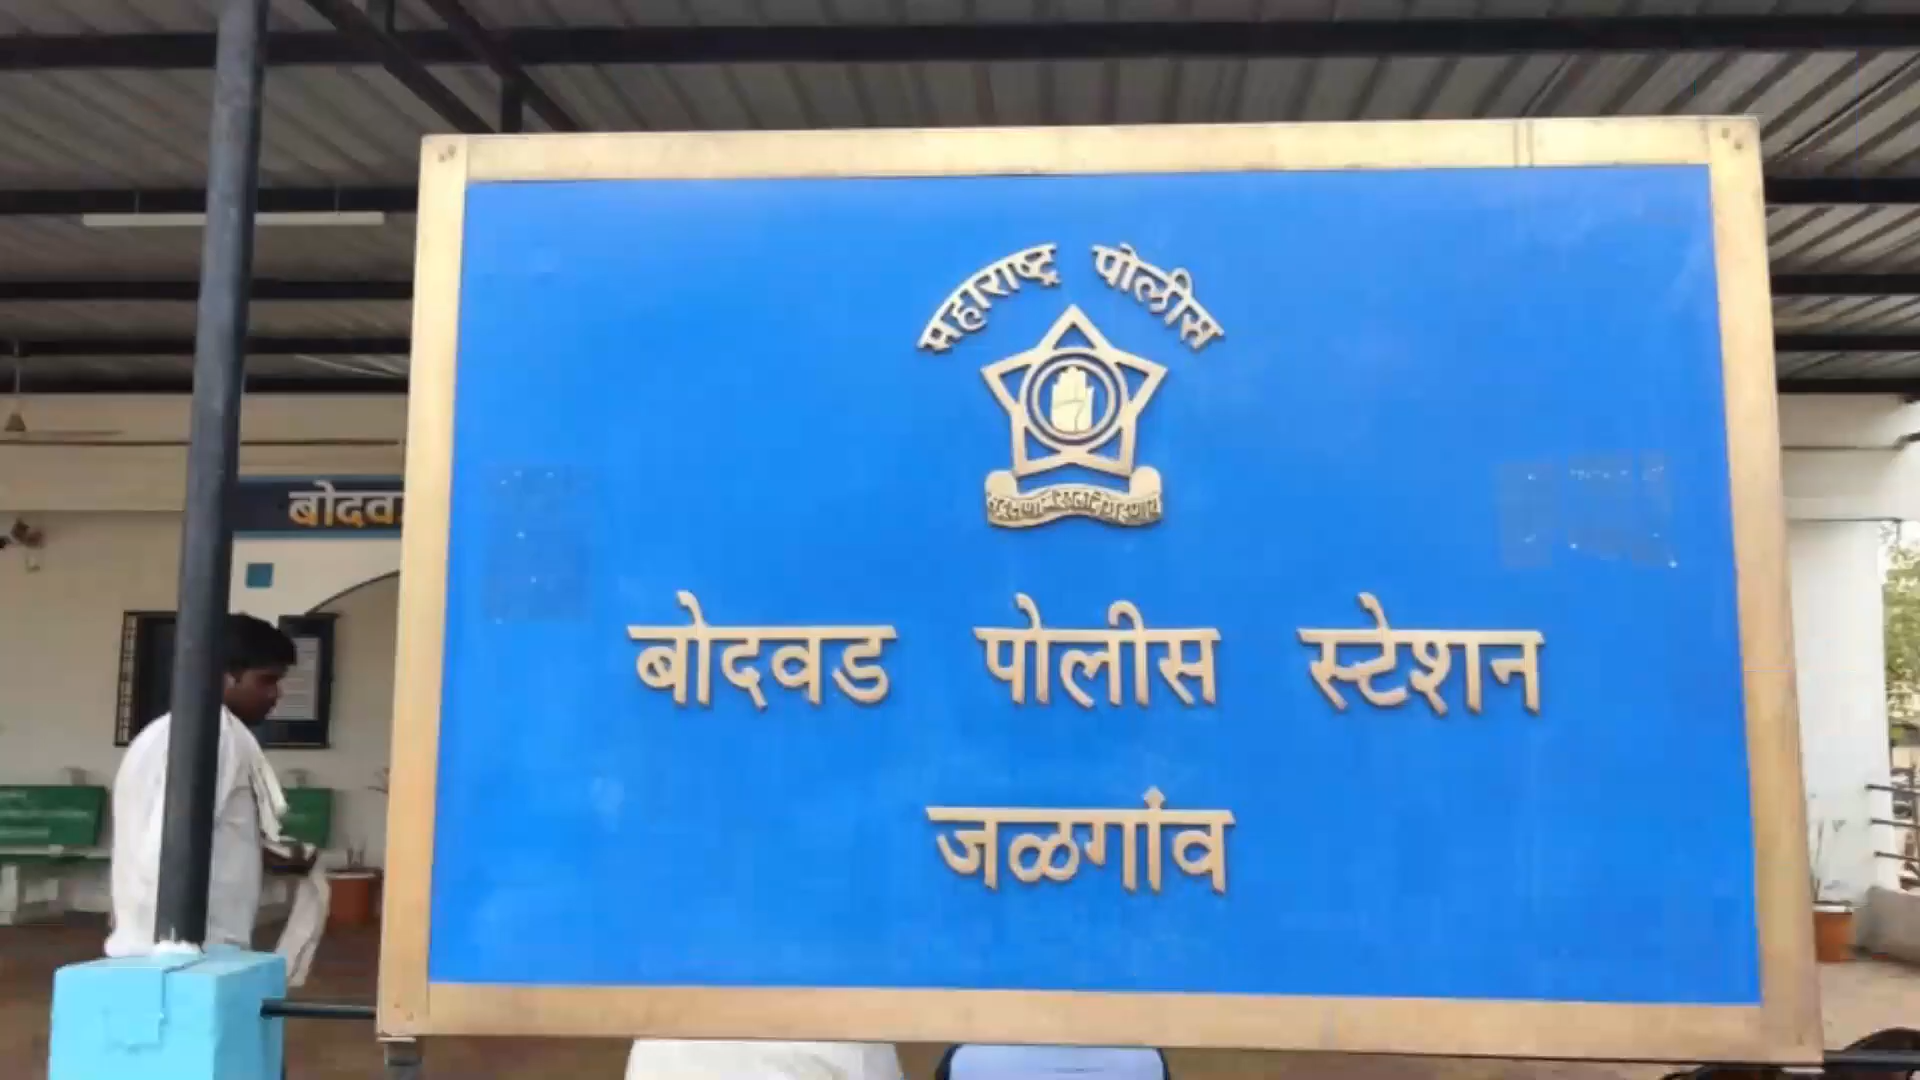 महाराष्ट्र पोलीस
बोदवड पोलीस स्टेशन
जळगांव